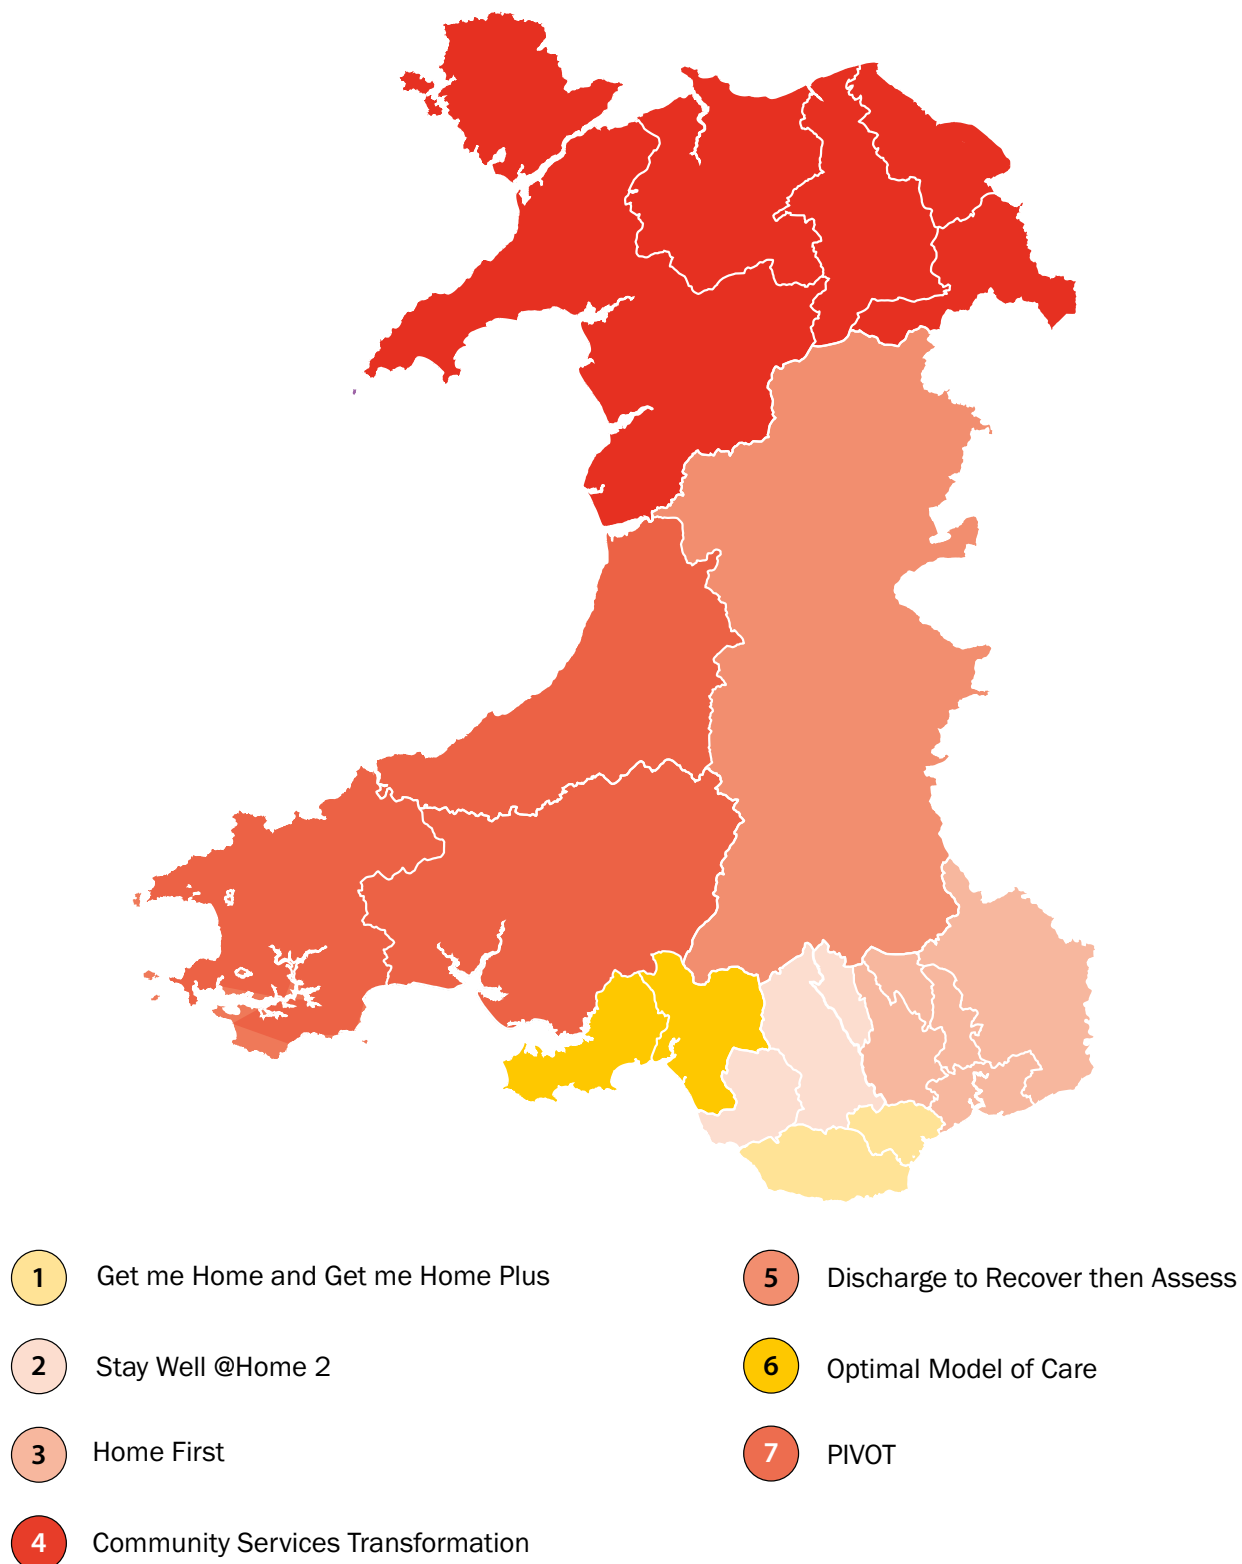 1 Get me Home and Get me Home Plus
2 Stay Well @Home 2
3 Home First
4 Community Services Transformation
5 Discharge to Recover then Assess
6 Optimal Model of Care
7 PIVOT